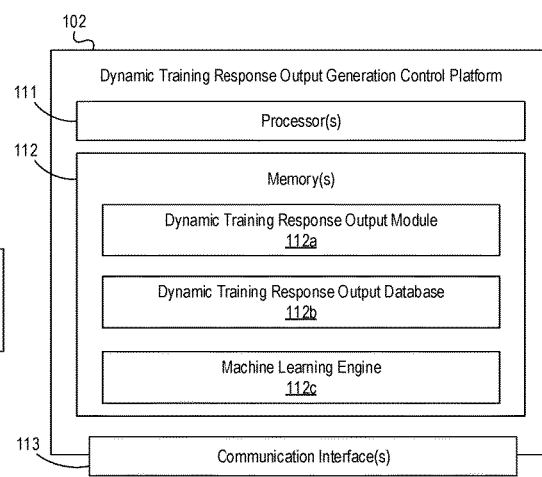 102
Dynamic Training Response Output Generation Control Platform
111
Processor(s)
112
Memory(s)
Dynamic Training Response Output Module
112a
Dynamic Training Response Output Database
112b
Machine Learning Engine
112c
113
Communication Interface(s)